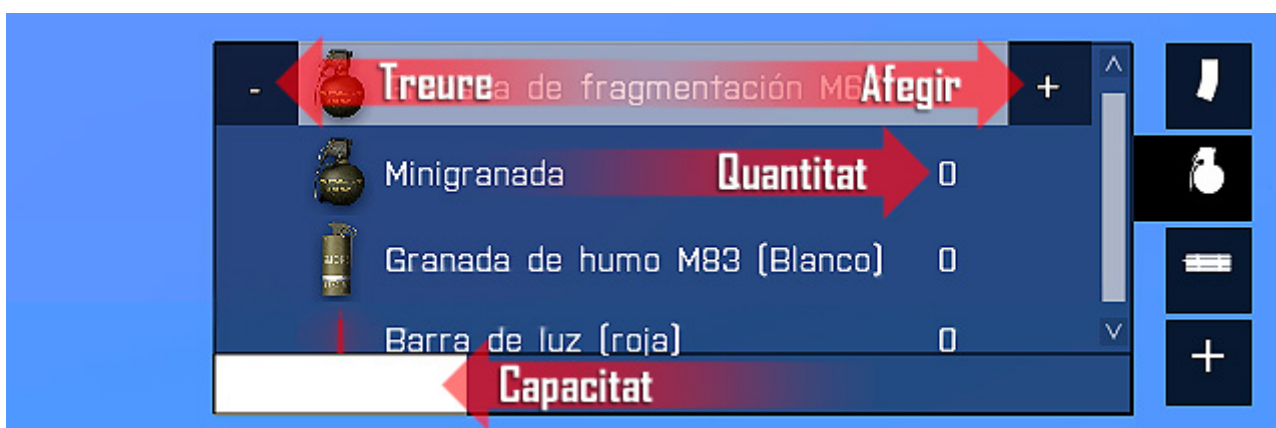 - Treure de fragmentación Afegir +
Minigranada Quantitat 0
Granada de humo M83 (Blanco) 0
Barra de luz (roja) 0
Capacitat
+